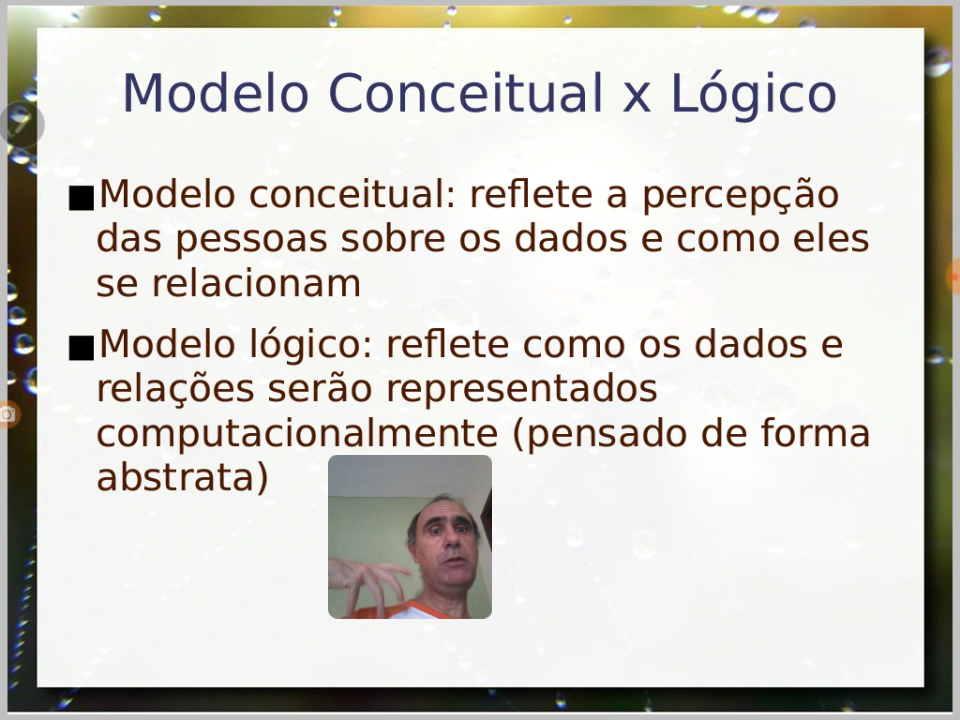 Modelo Conceitual x Lógico
■Modelo conceitual: reflete a percepção
das pessoas sobre os dados e como eles
se relacionam
■Modelo lógico: reflete como os dados e
relações serão representados
computacionalmente (pensado de forma
abstrata)